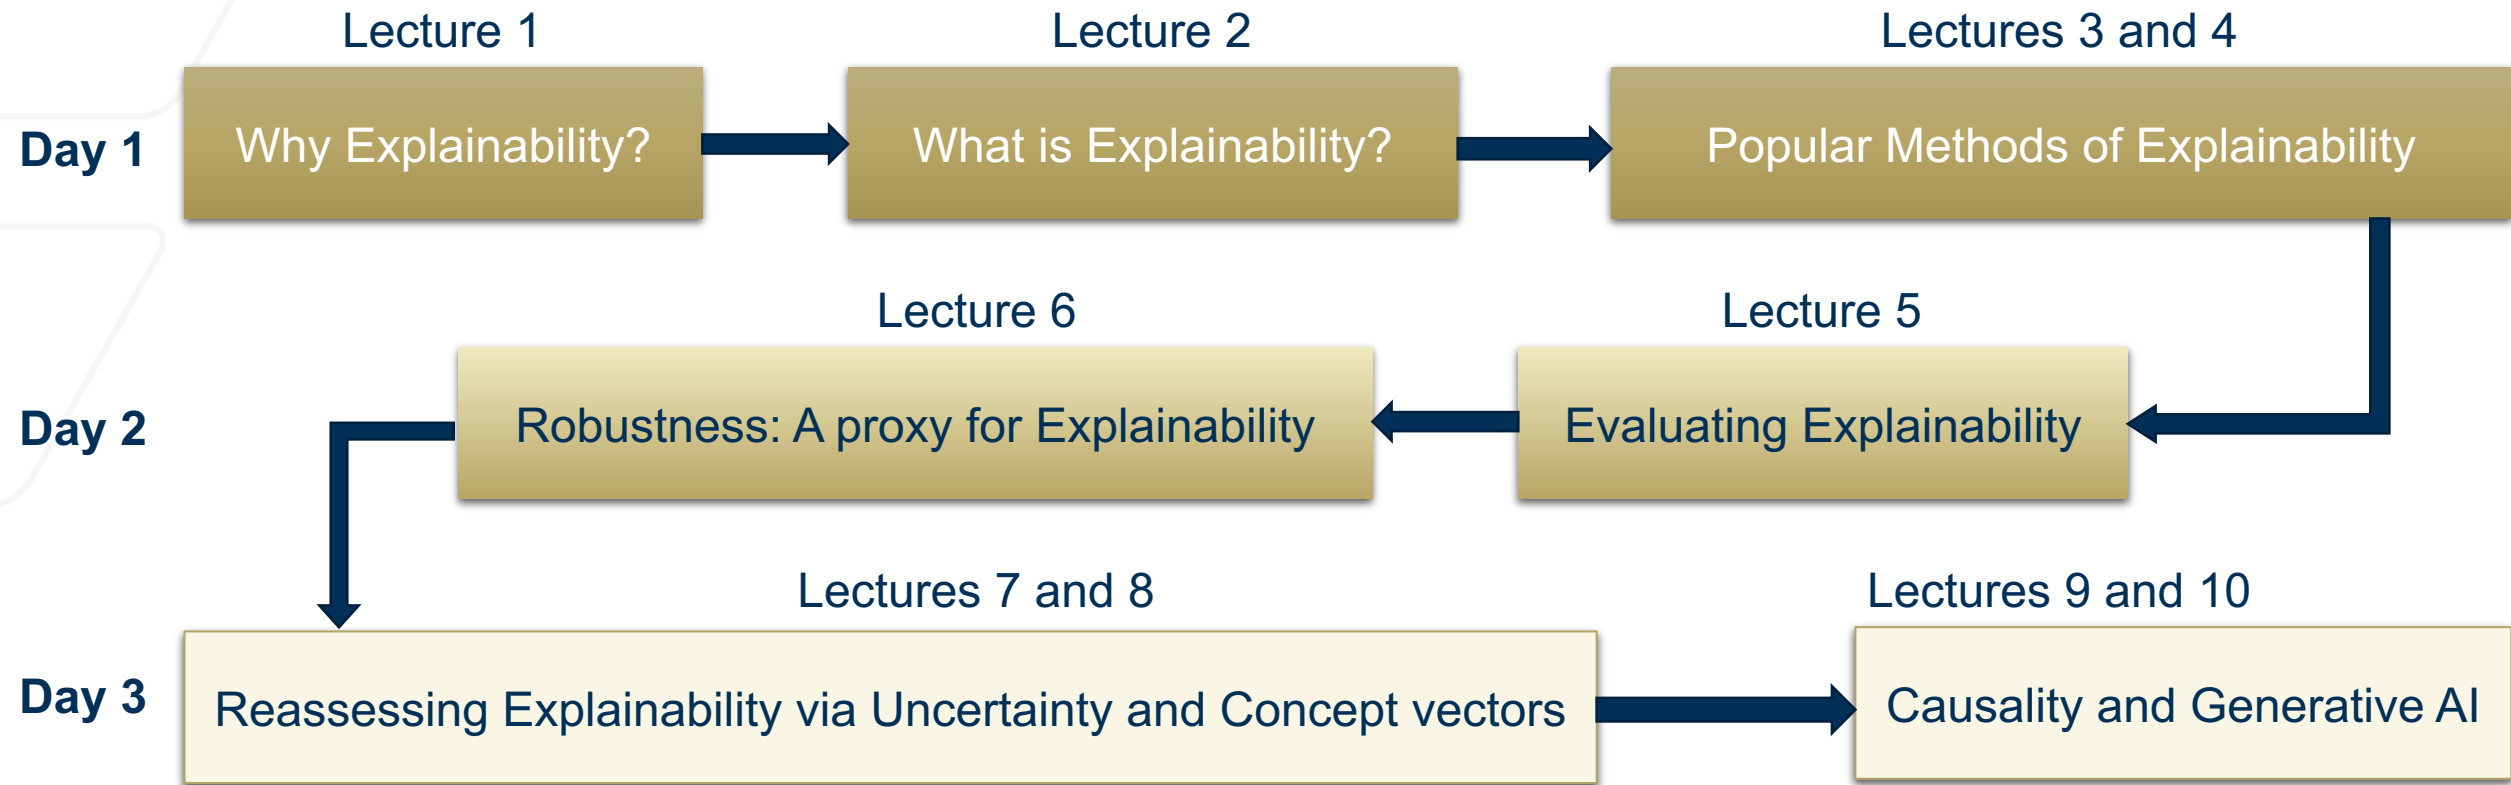 Lecture 1
Lecture 2
Lectures 3 and 4
Day 1
Why Explainability?
What is Explainability?
Popular Methods of Explainability
Lecture 6
Lecture 5
Day 2
Robustness: A proxy for Explainability
Evaluating Explainability
Lectures 7 and 8
Lectures 9 and 10
Day 3
Reassessing Explainability via Uncertainty and Concept vectors
Causality and Generative AI